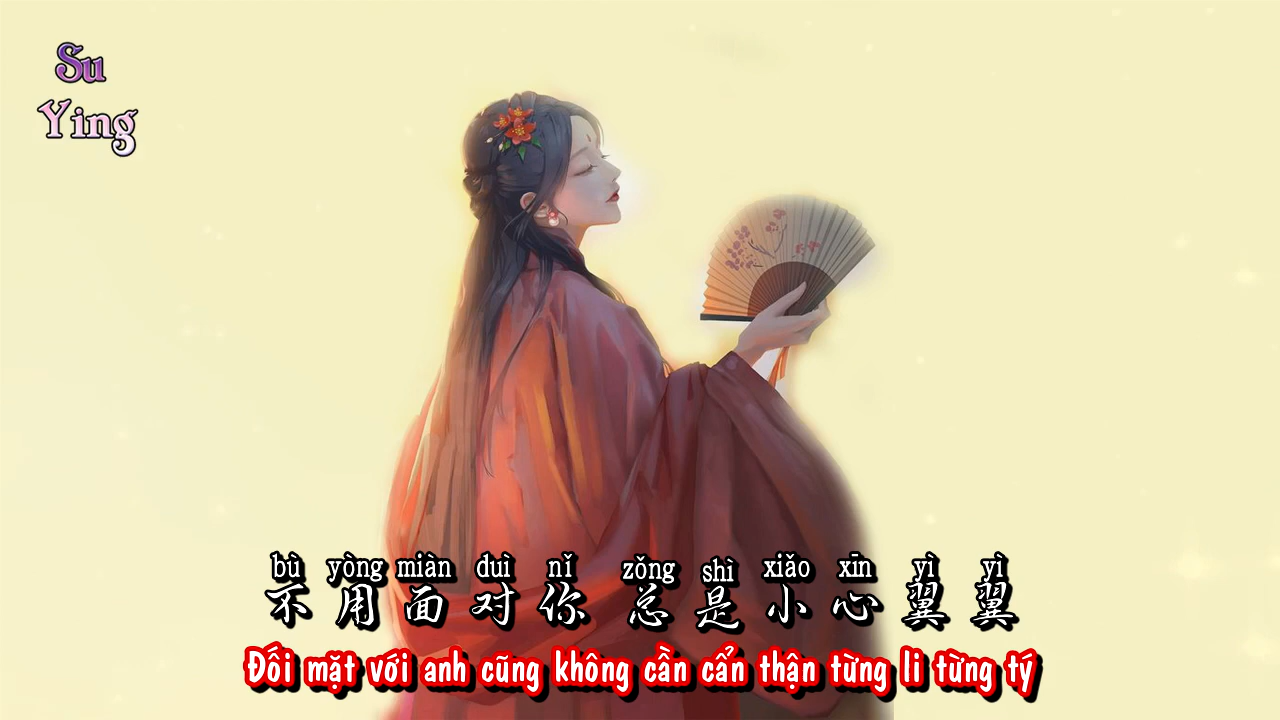 Su
Ying
bù yòng miàn duì nǐ zǒng shì xiǎo xīn yì yì
不用面对你 总是小心翼翼
Đối mặt với anh cũng không cần cẩn thận từng li từng tý